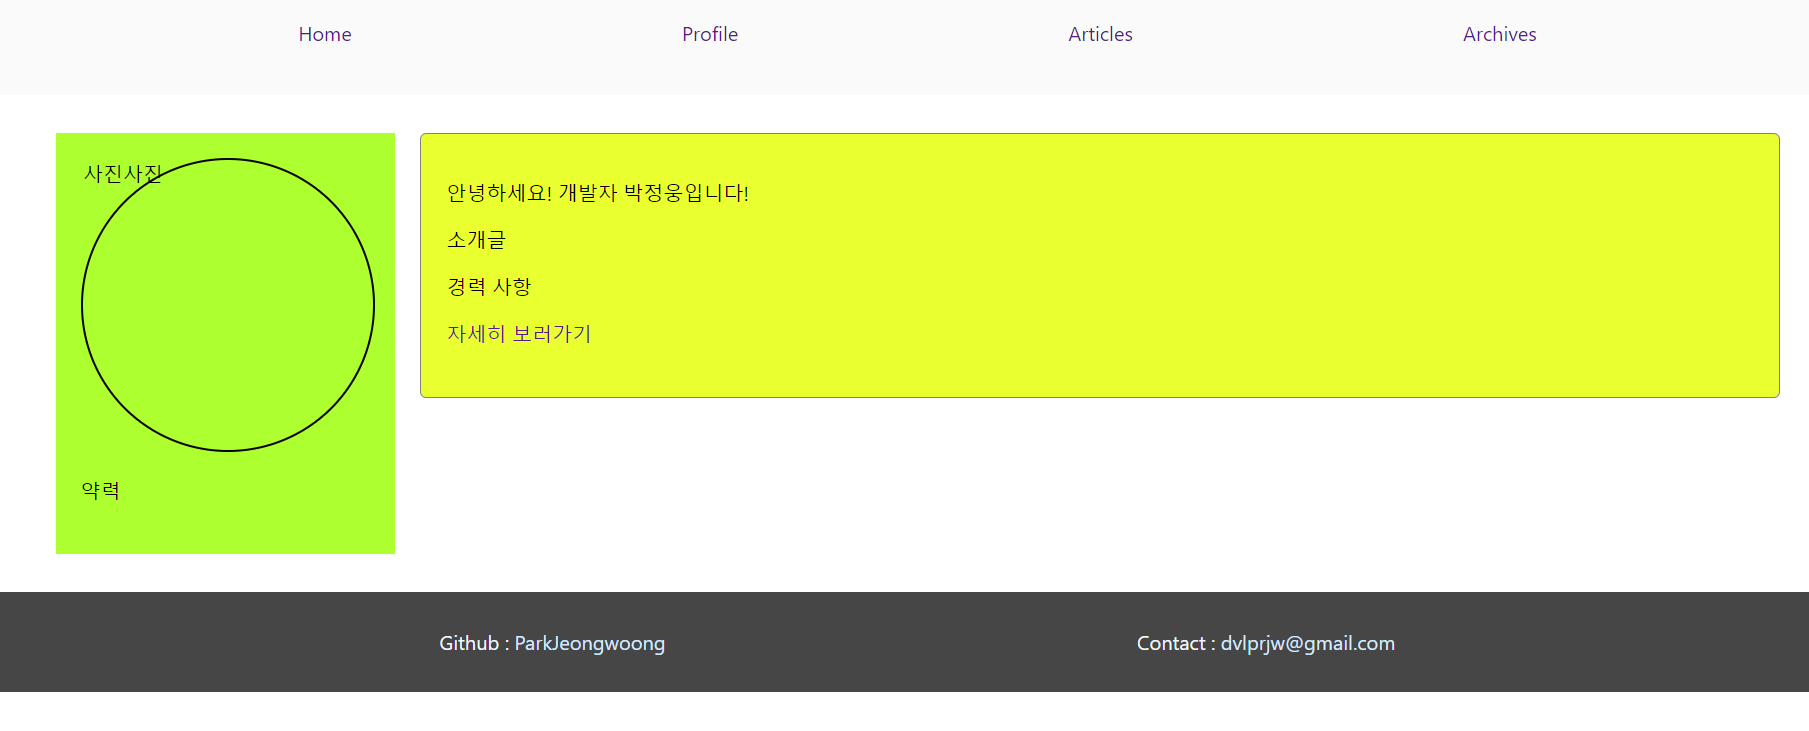 Home Profile Articles Archives
사진사진
약력
안녕하세요! 개발자 박정웅입니다!
소개글
경력 사항
자세히 보러가기
Github : ParkJeongwoong Contact : dvlprjw@gmail.com